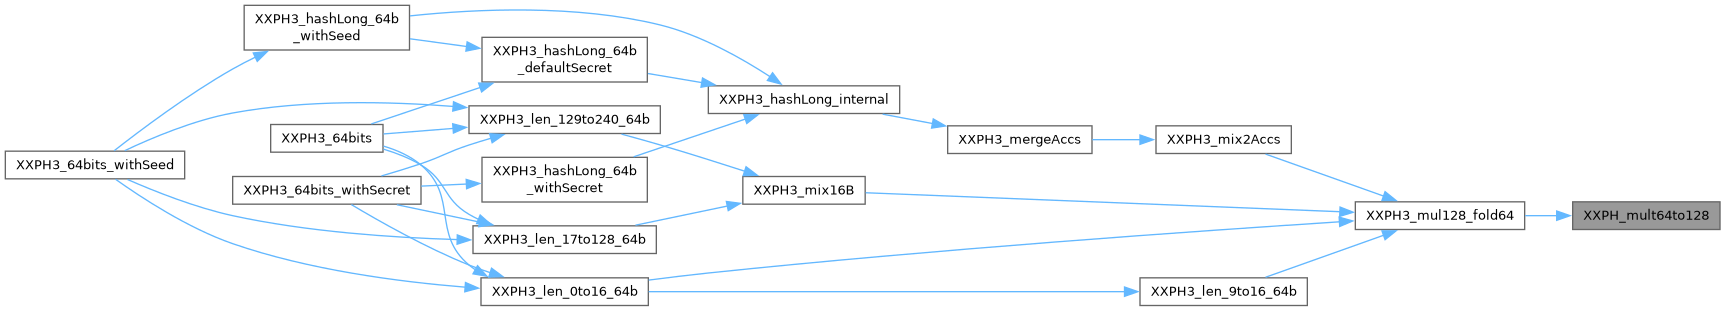 XXPH3_hashLong_64b
_withSeed
XXPH3_hashLong_64b
_defaultSecret
XXPH3_hashLong_internal
XXPH3_len_129to240_64b
XXPH3_64bits
XXPH3_mergeAccs
XXPH3_mix2Accs
XXPH3_64bits_withSeed
XXPH3_hashLong_64b
_withSecret
XXPH3_64bits_withSecret
XXPH3_mix16B
XXPH3_mul128_fold64
XXPH_mult64to128
XXPH3_len_17to128_64b
XXPH3_len_0to16_64b
XXPH3_len_9to16_64b